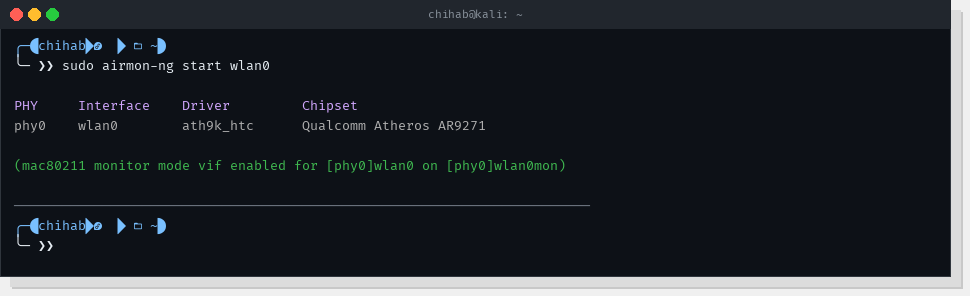 chihab@kali: ~
chihab ~
❯❯ sudo airmon-ng start wlan0
PHY Interface Driver Chipset
phy0 wlan0 ath9k_htc Qualcomm Atheros AR9271
(mac80211 monitor mode vif enabled for [phy0]wlan0 on [phy0]wlan0mon)
chihab ~
❯❯